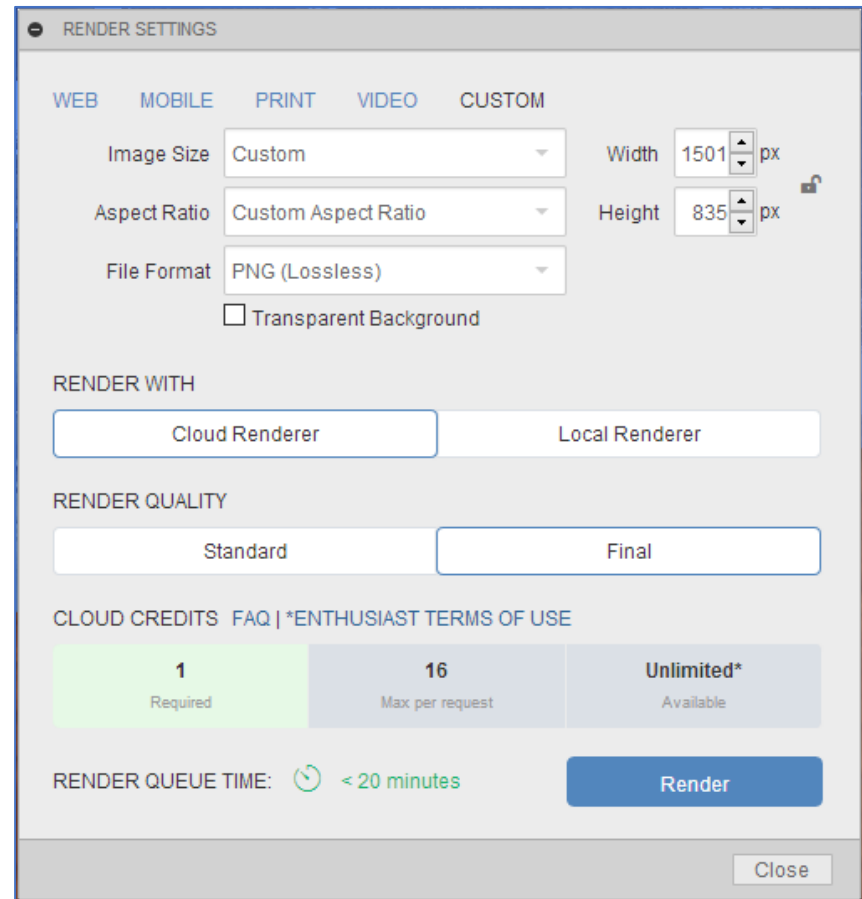 RENDER SETTINGS
WEB MOBILE PRINT VIDEO CUSTOM
Image Size Custom Width 1501 px
Aspect Ratio Custom Aspect Ratio Height 835 px
File Format PNG (Lossless)
Transparent Background
RENDER WITH
Cloud Renderer Local Renderer
RENDER QUALITY
Standard Final
CLOUD CREDITS FAQ | *ENTHUSIAST TERMS OF USE
1 16 Unlimited*
Required Max per request Available
RENDER QUEUE TIME: < 20 minutes Render
Close